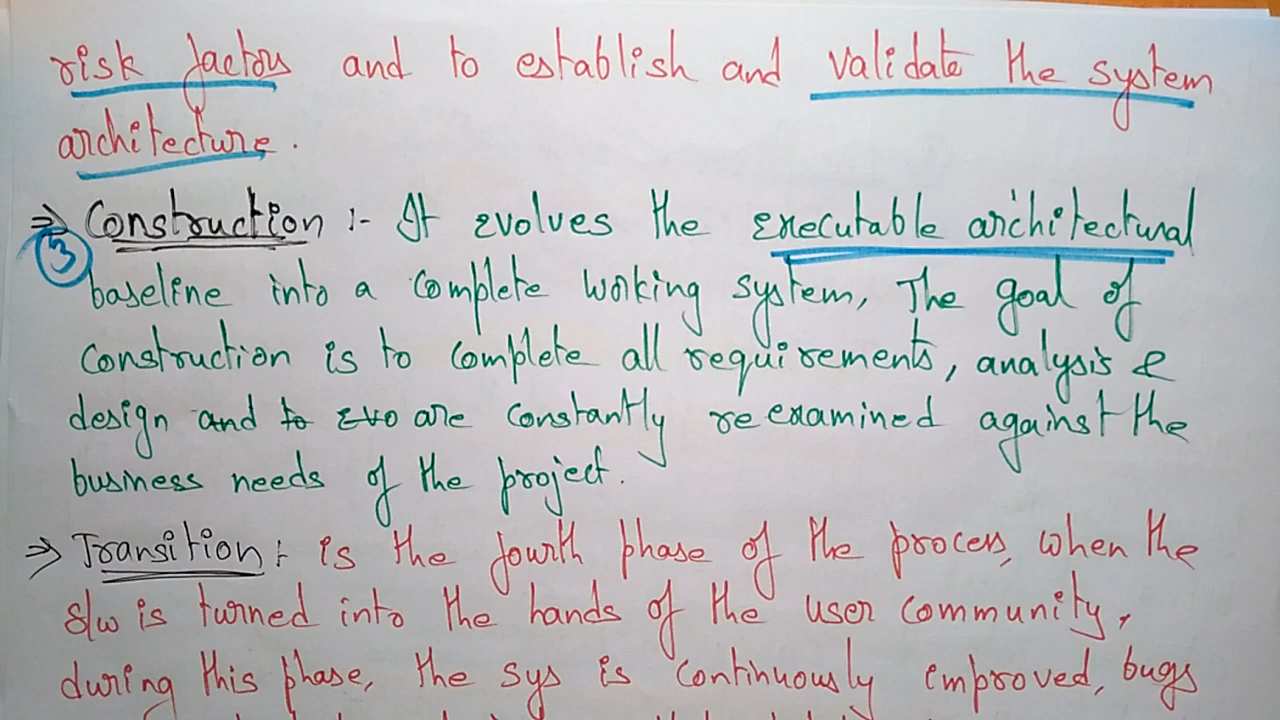 risk factors and to establish and validate the system
architecture.
⇒ Construction :- It evolves the executable architectural
3
baseline into a complete working system, The goal of
Construction is to complete all requirements, analysis &
design and to evo are constantly reexamined against the
business needs of the project.
⇒ Transition :- is the fourth phase of the process, when the
s/w is turned into the hands of the user community,
during this phase, the sys is continuously improved, bugs